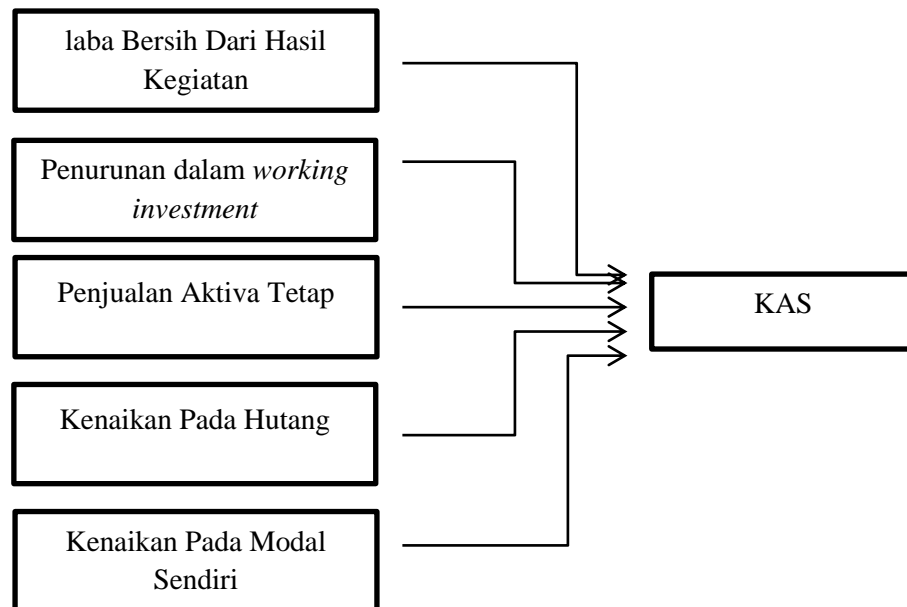 laba Bersih Dari Hasil
Kegiatan
Penurunan dalam working
investment
Penjualan Aktiva Tetap
KAS
Kenaikan Pada Hutang
Kenaikan Pada Modal
Sendiri